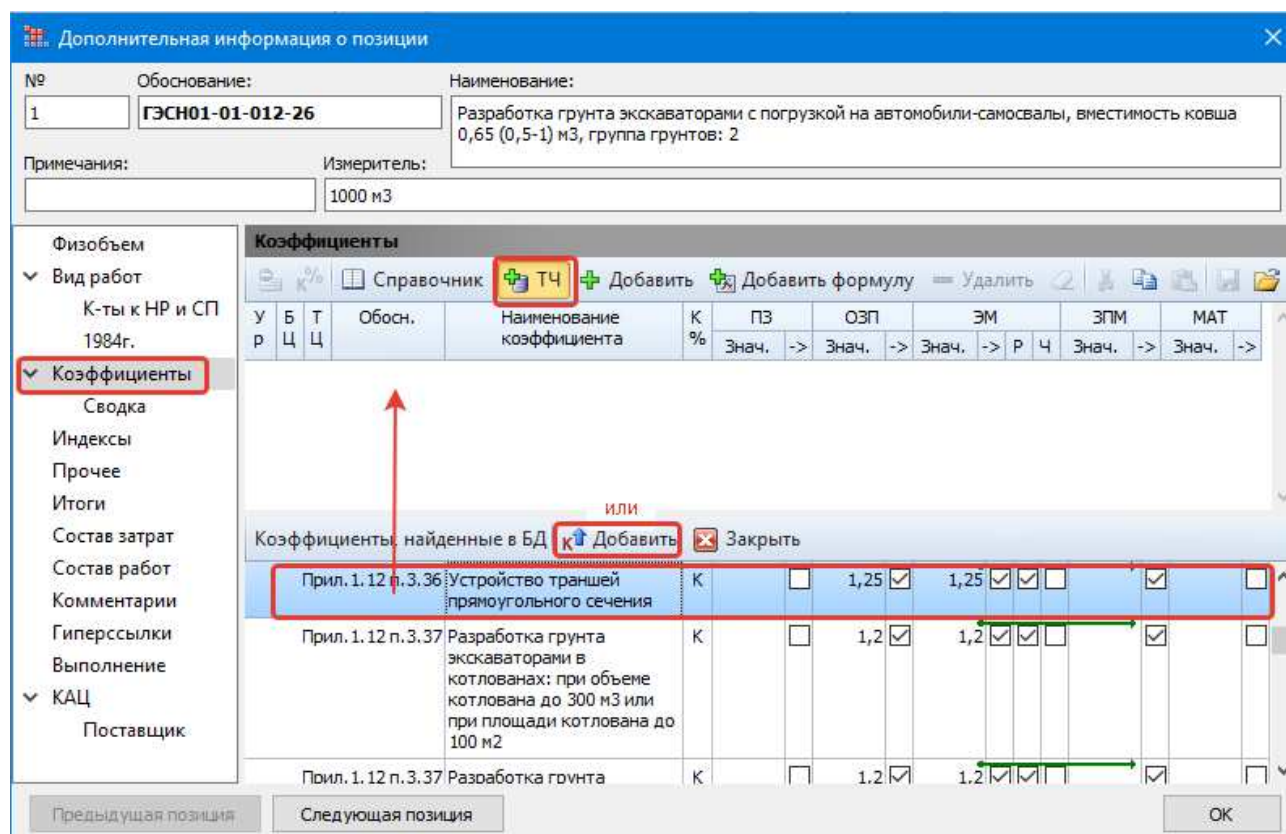 Дополнительная информация о позиции
№ Обоснование: Наименование:
1 ГЭСН01-01-012-26 Разработка грунта экскаваторами с погрузкой на автомобили-самосвалы, вместимость ковша
0,65 (0,5-1) м3, группа грунтов: 2
Примечания: Измеритель:
1000 м3
Физобъем
Вид работ
К-ты к НР и СП
1984г.
Коэффициенты
Сводка
Индексы
Прочее
Итоги
Состав затрат
Состав работ
Комментарии
Гиперссылки
Выполнение
КАЦ
Поставщик
Коэффициенты
Справочник ТЧ Добавить Добавить формулу Удалить
У Б Т Обосн. Наименование К ПЗ ОЗП ЭМ ЗПМ МАТ
р Ц Ц коэффициента % Знач. -> Знач. -> Знач. -> Р Ч Знач. -> Знач. ->
или
Коэффициенты, найденные в БД К Добавить Закрыть
Прил.1.12 п.3.36 Устройство траншей К 1,25 1,25
прямоугольного сечения
Прил.1.12 п.3.37 Разработка грунта К 1,2 1,2
экскаваторами в
котлованах: при объеме
котлована до 300 м3 или
при площади котлована до
100 м2
Прил.1.12 п.3.37 Разработка грунта К 1,2 1,2
Предыдущая позиция Следующая позиция ОК